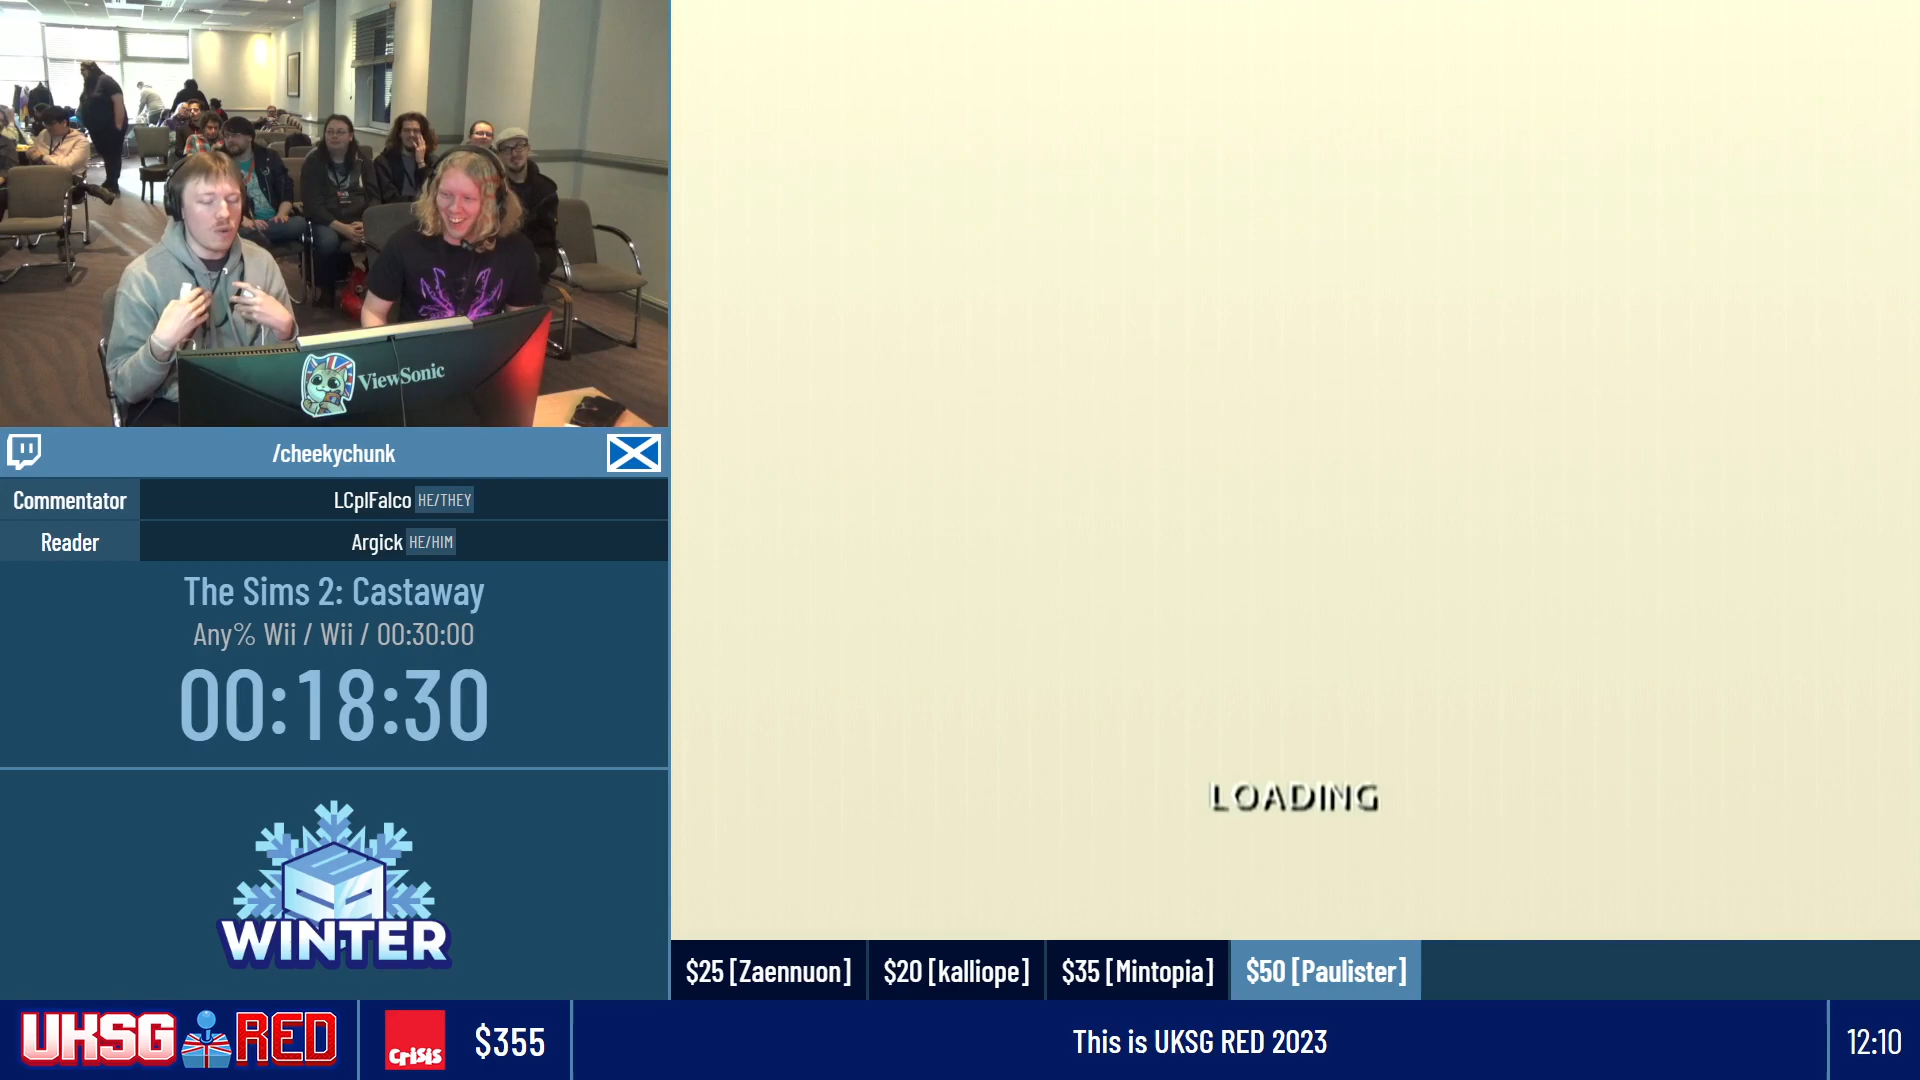 ViewSonic
/cheekychunk
Commentator
LCplFalco HE/THEY
Reader
Argick HE/HIM
The Sims 2: Castaway
Any% Wii / Wii / 00:30:00
00:18:30
WINTER
LOADING
$25 [Zaennuon]
$20 [kalliope]
$35 [Mintopia]
$50 [Paulister]
UKSG RED
Crisis
$355
This is UKSG RED 2023
12:10